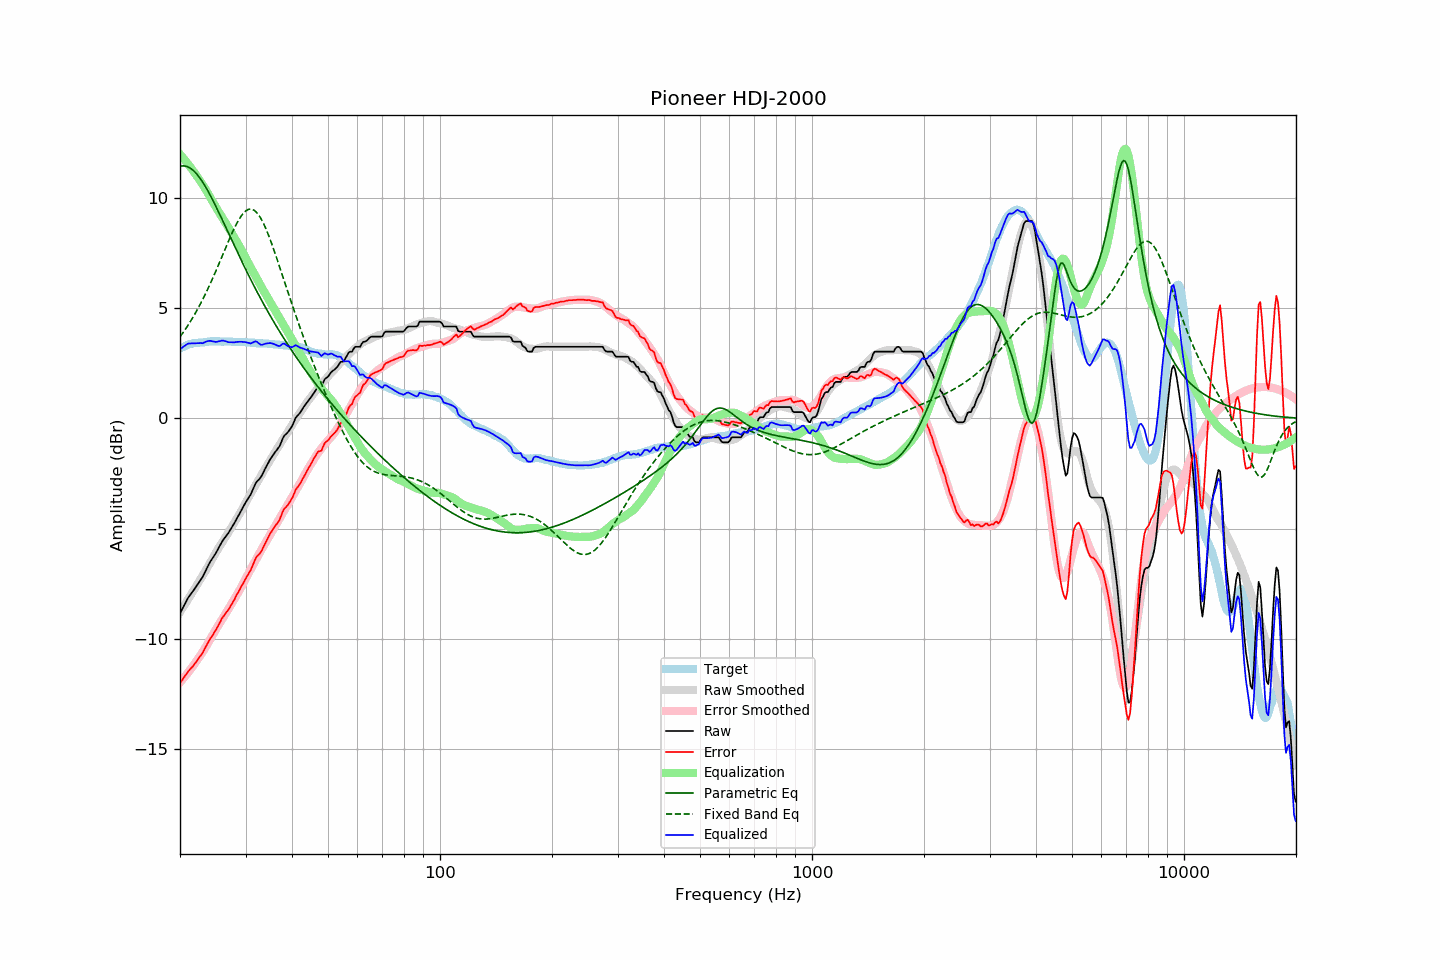 Pioneer HDJ-2000
Amplitude (dBr)
10
5
0
−5
−10
−15
Target
Raw Smoothed
Error Smoothed
Raw
Error
Equalization
Parametric Eq
Fixed Band Eq
Equalized
100
1000
10000
Frequency (Hz)